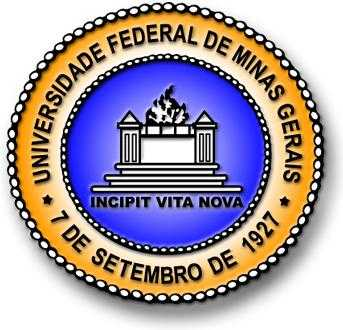 UNIVERSIDADE FEDERAL DE MINAS GERAIS
INCIPIT VITA NOVA
★ 7 DE SETEMBRO DE 1927 ★